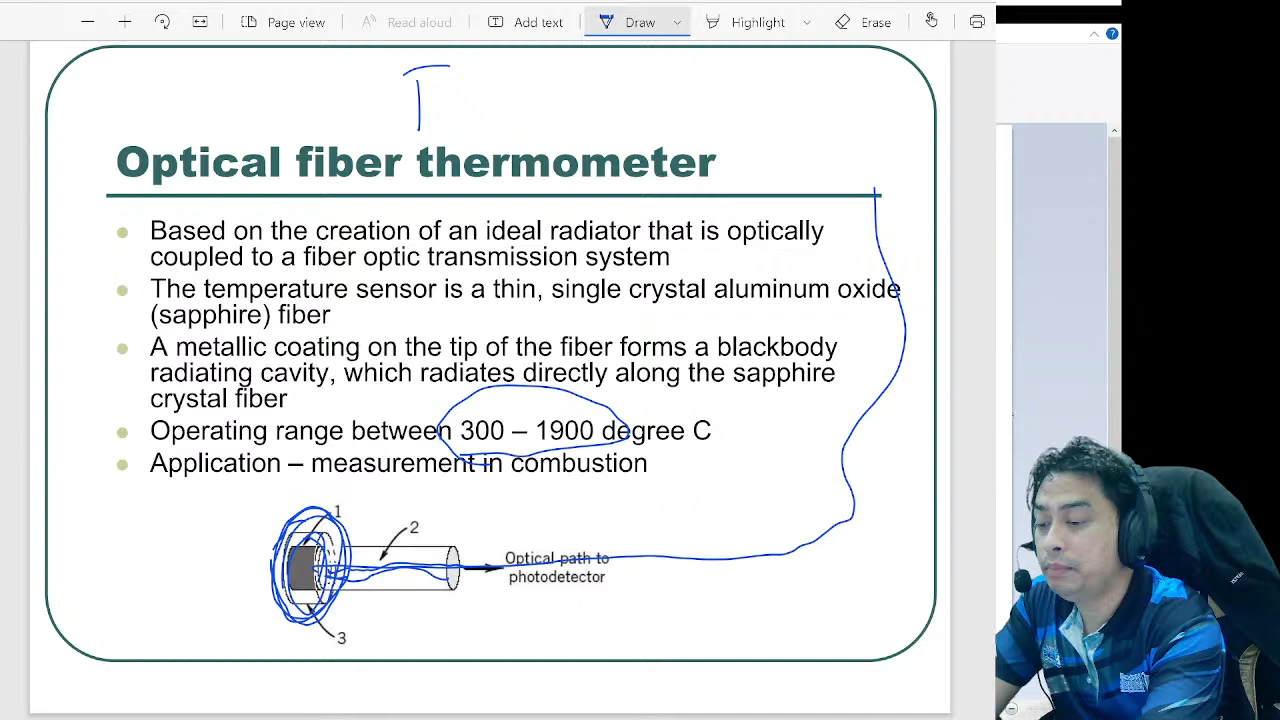 Page view
Read aloud
Add text
Draw
Highlight
Erase
Optical fiber thermometer
Based on the creation of an ideal radiator that is optically
coupled to a fiber optic transmission system
The temperature sensor is a thin, single crystal aluminum oxide
(sapphire) fiber
A metallic coating on the tip of the fiber forms a blackbody
radiating cavity, which radiates directly along the sapphire
crystal fiber
Operating range between 300 – 1900 degree C
Application – measurement in combustion
1
2
Optical path to
photodetector
3